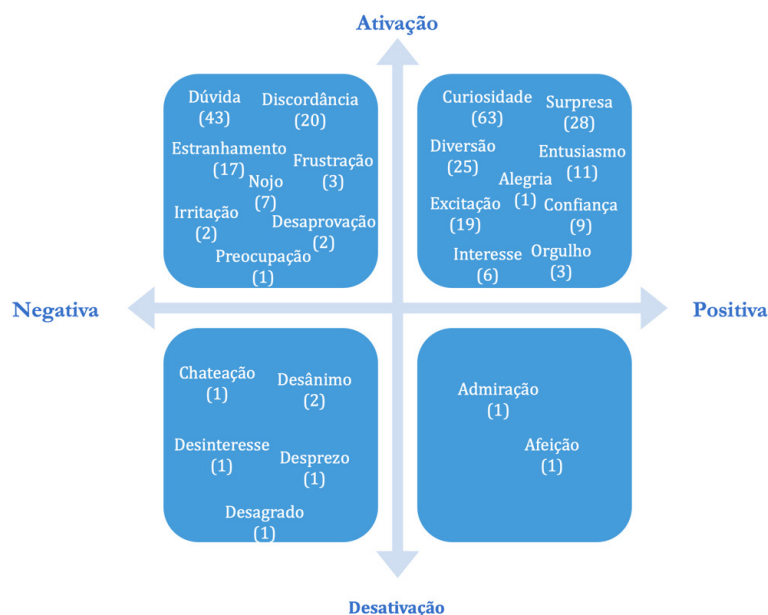 Ativação
Dúvida
(43)
Discordância
(20)
Estranhamento
(17)
Frustração
(3)
Nojo
(7)
Irritação
(2)
Desaprovação
(2)
Preocupação
(1)
Curiosidade
(63)
Surpresa
(28)
Diversão
(25)
Entusiasmo
(11)
Alegria
(1)
Excitação
(19)
Confiança
(9)
Interesse
(6)
Orgulho
(3)
Negativa
Positiva
Chateação
(1)
Desânimo
(2)
Desinteresse
(1)
Desprezo
(1)
Desagrado
(1)
Admiração
(1)
Afeição
(1)
Desativação